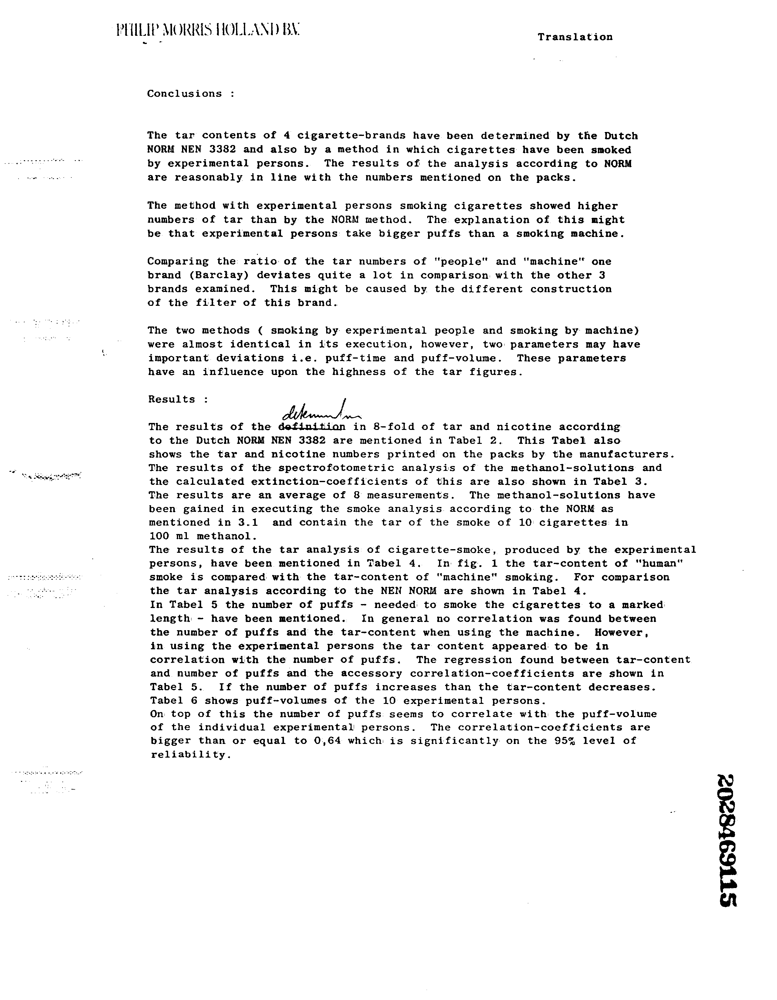 PHILIP MORRIS HOLLAND B.V.
Translation
Conclusions :
The tar contents of 4 cigarette-brands have been determined by the Dutch
NORM NEN 3382 and also by a method in which cigarettes have been smoked
by experimental persons. The results of the analysis according to NORM
are reasonably in line with the numbers mentioned on the packs.
The method with experimental persons smoking cigarettes showed higher
numbers of tar than by the NORM method. The explanation of this might
be that experimental persons take bigger puffs than a smoking machine.
Comparing the ratio of the tar numbers of "people" and "machine" one
brand (Barclay) deviates quite a lot in comparison with the other 3
brands examined. This might be caused by the different construction
of the filter of this brand.
The two methods ( smoking by experimental people and smoking by machine)
were almost identical in its execution, however, two parameters may have
important deviations i.e. puff-time and puff-volume. These parameters
have an influence upon the highness of the tar figures.
Results :
The results of the definition in 8-fold of tar and nicotine according
to the Dutch NORM NEN 3382 are mentioned in Tabel 2. This Tabel also
shows the tar and nicotine numbers printed on the packs by the manufacturers.
The results of the spectrofotometric analysis of the methanol-solutions and
the calculated extinction-coefficients of this are also shown in Tabel 3.
The results are an average of 8 measurements. The methanol-solutions have
been gained in executing the smoke analysis according to the NORM as
mentioned in 3.1 and contain the tar of the smoke of 10 cigarettes in
100 ml methanol.
The results of the tar analysis of cigarette-smoke, produced by the experimental
persons, have been mentioned in Tabel 4. In fig. 1 the tar-content of "human"
smoke is compared with the tar-content of "machine" smoking. For comparison
the tar analysis according to the NEN NORM are shown in Tabel 4.
In Tabel 5 the number of puffs - needed to smoke the cigarettes to a marked
length - have been mentioned. In general no correlation was found between
the number of puffs and the tar-content when using the machine. However,
in using the experimental persons the tar content appeared to be in
correlation with the number of puffs. The regression found between tar-content
and number of puffs and the accessory correlation-coefficients are shown in
Tabel 5. If the number of puffs increases than the tar-content decreases.
Tabel 6 shows puff-volumes of the 10 experimental persons.
On top of this the number of puffs seems to correlate with the puff-volume
of the individual experimental persons. The correlation-coefficients are
bigger than or equal to 0,64 which is significantly on the 95% level of
reliability.
2028469115